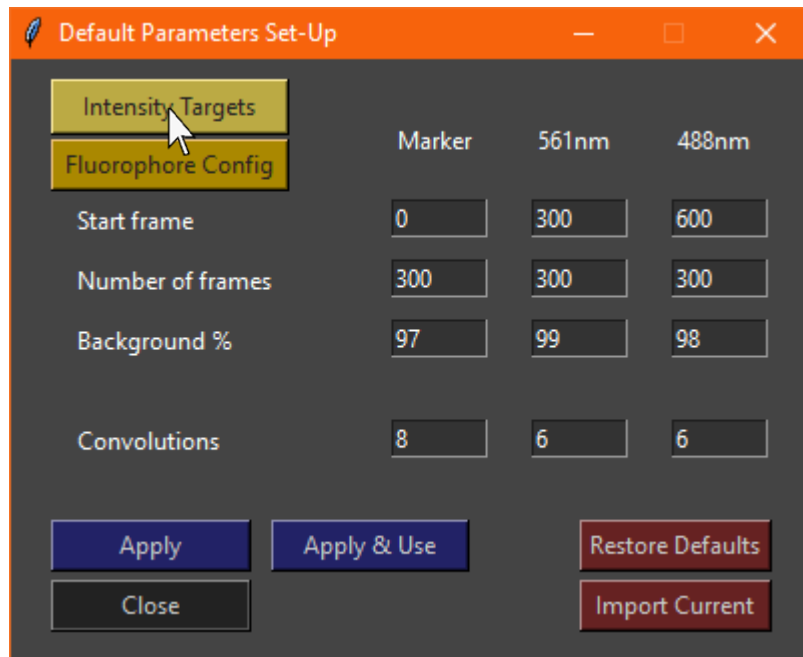 Default Parameters Set-Up
Intensity Targets
Fluorophore Config
Marker 561nm 488nm
Start frame 0 300 600
Number of frames 300 300 300
Background % 97 99 98
Convolutions 8 6 6
Apply Apply & Use Restore Defaults
Close Import Current